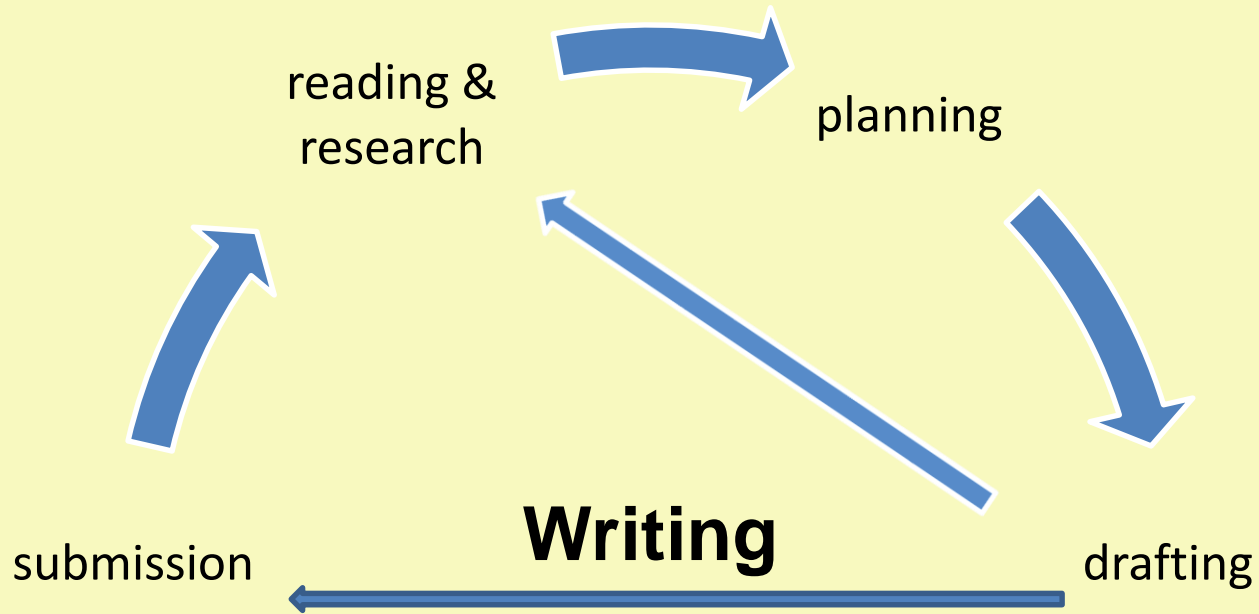 reading &
research
planning
Writing
submission
drafting